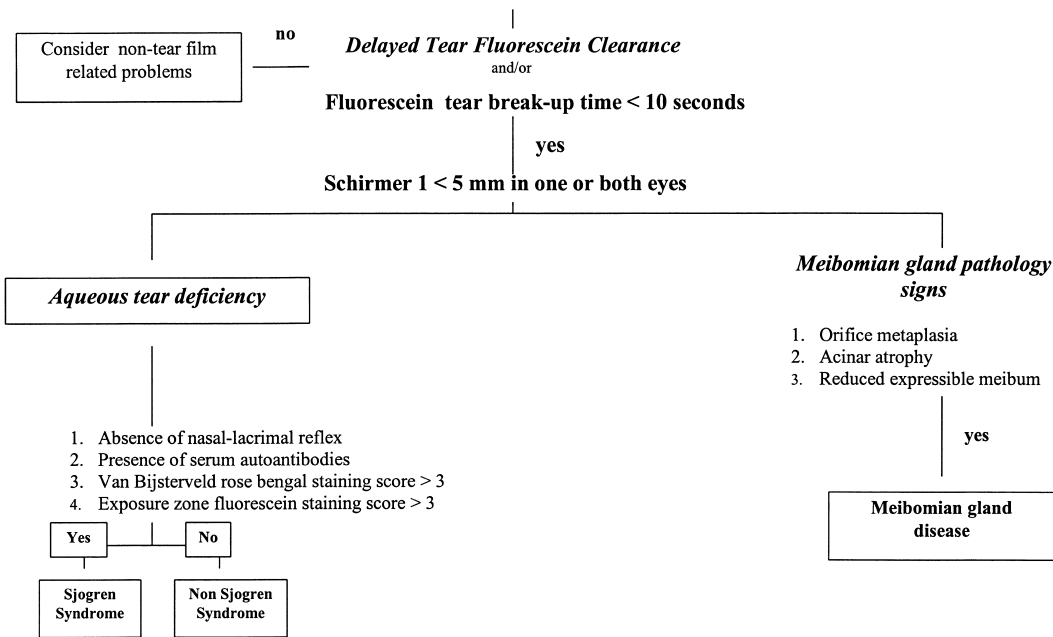 no
Consider non-tear film
related problems
Delayed Tear Fluorescein Clearance
and/or
Fluorescein tear break-up time < 10 seconds
yes
Schirmer 1 < 5 mm in one or both eyes
Aqueous tear deficiency
Meibomian gland pathology
signs
1. Orifice metaplasia
2. Acinar atrophy
3. Reduced expressible meibum
1. Absence of nasal-lacrimal reflex
2. Presence of serum autoantibodies
3. Van Bijsterveld rose bengal staining score > 3
4. Exposure zone fluorescein staining score > 3
yes
Meibomian gland
disease
Yes
No
Sjogren
Syndrome
Non Sjogren
Syndrome